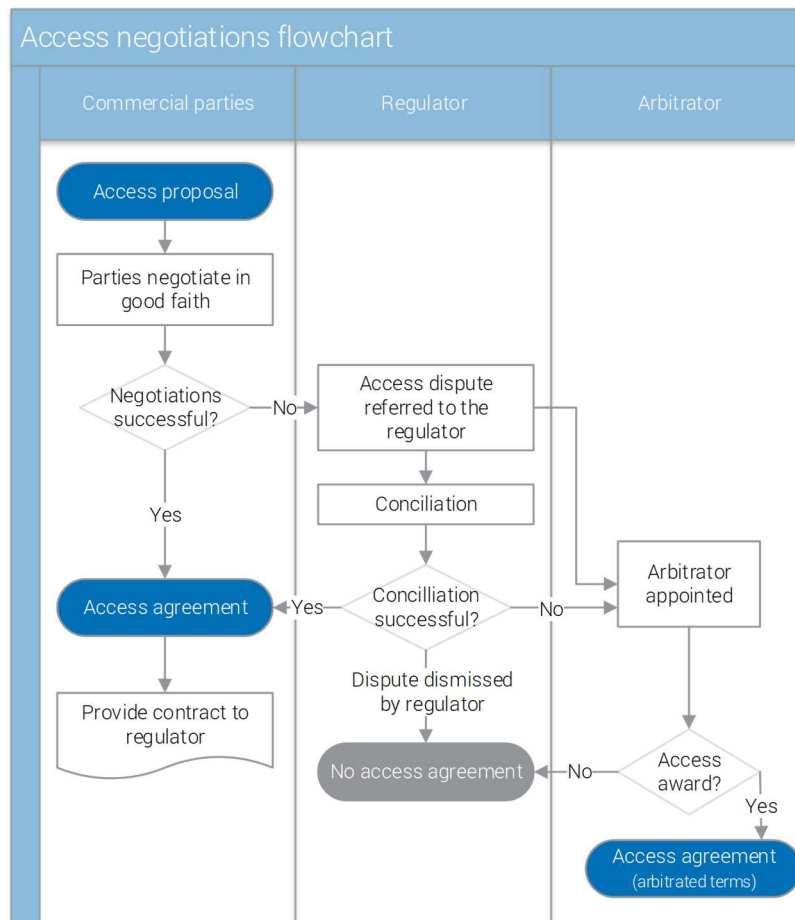 Access negotiations flowchart
Commercial parties
Regulator
Arbitrator
Access proposal
Parties negotiate in
good faith
Negotiations
successful?
No
Access dispute
referred to the
regulator
Conciliation
Yes
Access agreement
Yes
Concilliation
successful?
No
Arbitrator
appointed
Dispute dismissed
by regulator
Provide contract to
regulator
No access agreement
No
Access
award?
Yes
Access agreement
(arbitrated terms)